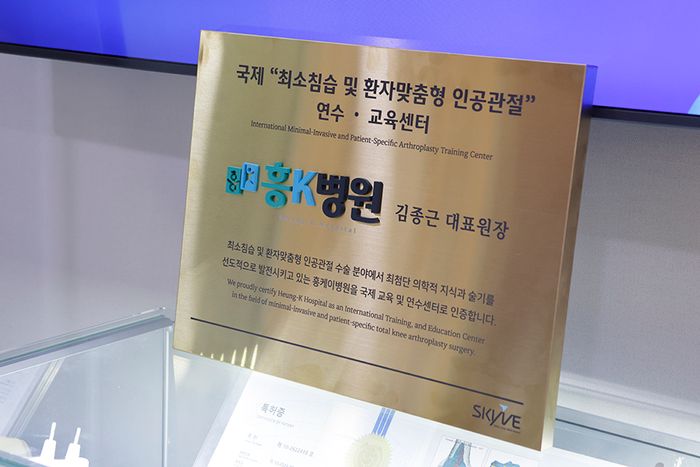 국제 “최소침습 및 환자맞춤형 인공관절”
연수 · 교육센터
International Minimal-Invasive and Patient-Specific Arthroplasty Training Center
흥K병원 김종근 대표원장
최소침습 및 환자맞춤형 인공관절 수술 분야에서 최첨단 의학적 지식과 술기를
선도적으로 발전시키고 있는 흥케이병원을 국제 교육 및 연수센터로 인증합니다.
We proudly certify Heung-K Hospital as an International Training, and Education Center
in the field of minimal-invasive and patient-specific total knee arthroplasty surgery.
SKYVE
특허증